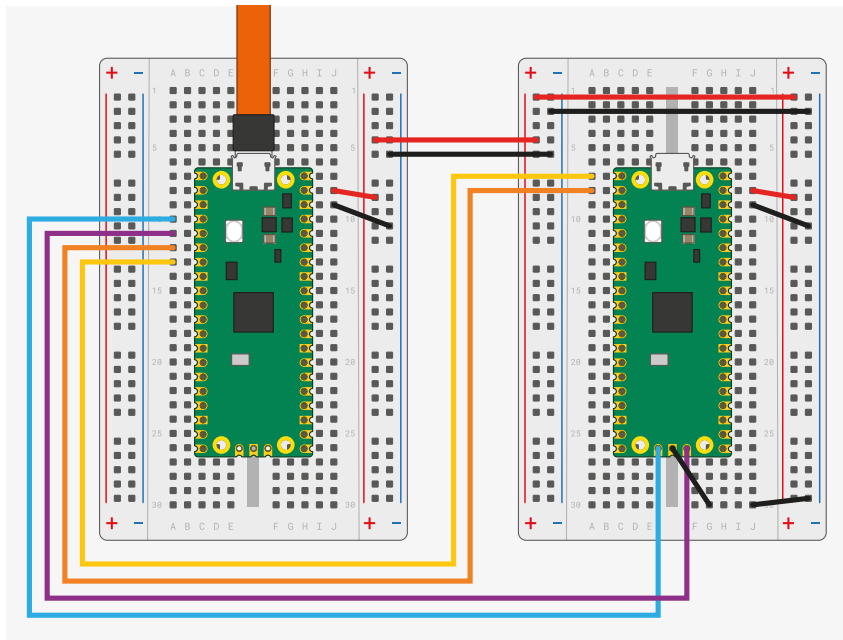 + − A B C D E F G H I J + − + − A B C D E F G H I J + −
1 1 1 1
5 5 5 5
10 10 10 10
15 15 15 15
20 20 20 20
25 25 25 25
30 30 30 30
+ − A B C D E F G H I J + − + − A B C D E F G H I J + −